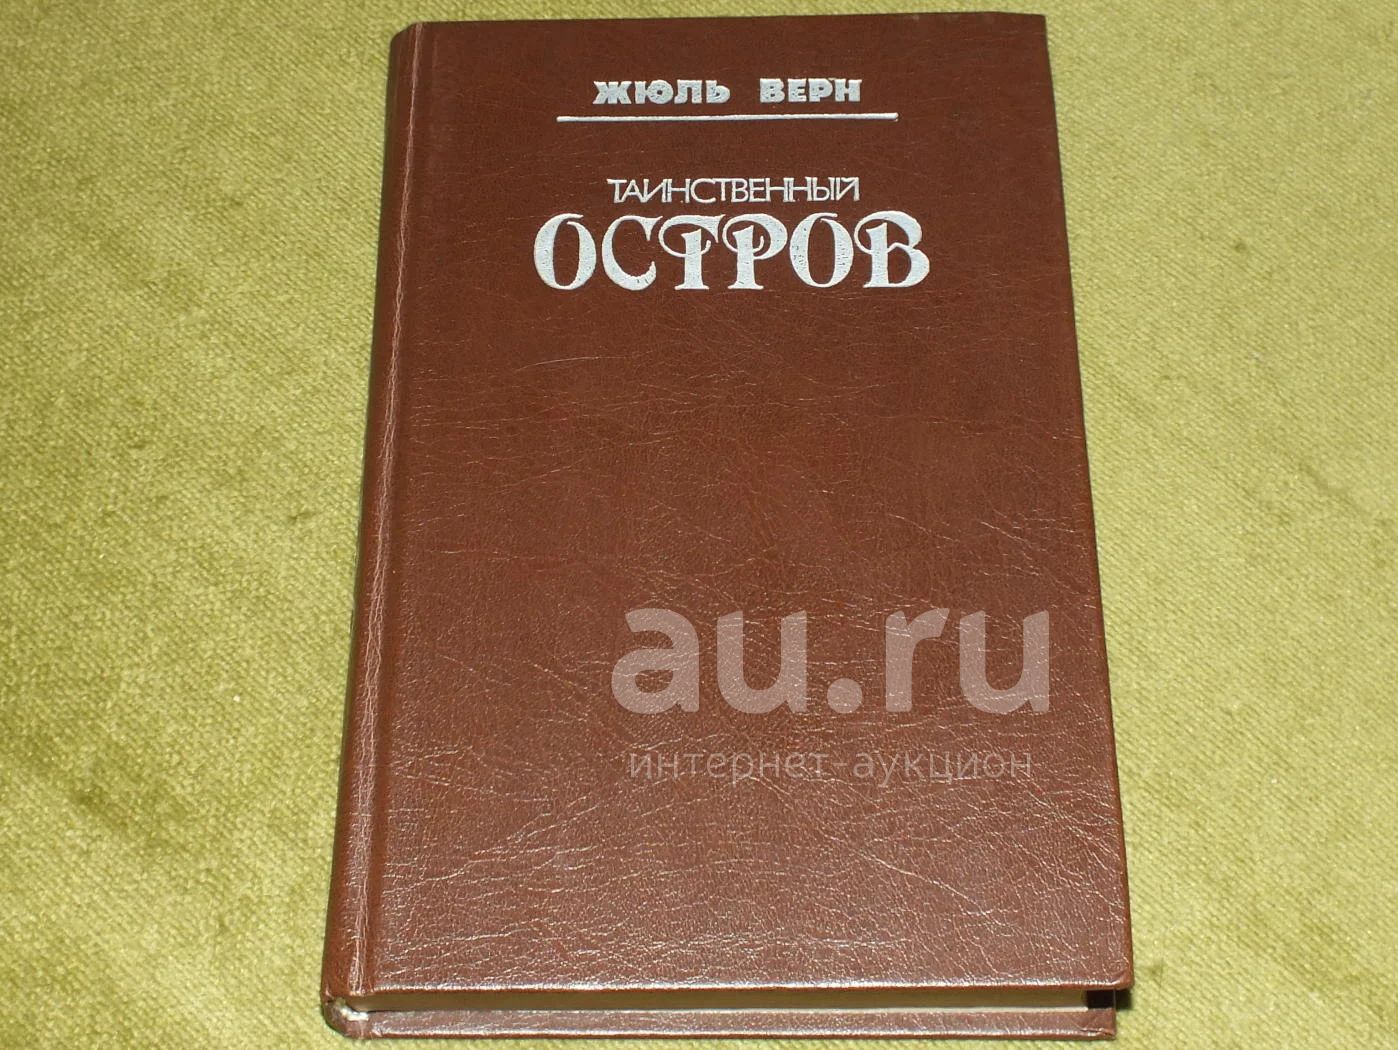 ЖЮЛЬ ВЕРН
ТАИНСТВЕННЫЙ
ОСТРОВ
au.ru
интернет-аукцион